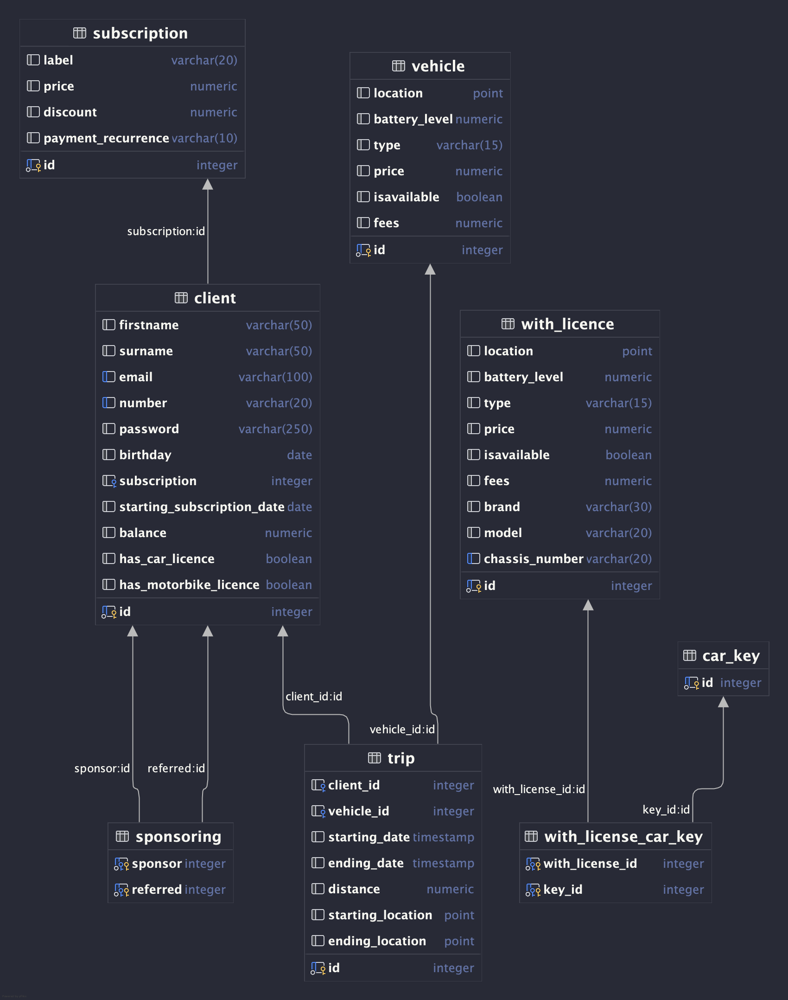 subscription
label varchar(20)
price numeric
discount numeric
payment_recurrence varchar(10)
id integer
subscription:id
vehicle
location point
battery_level numeric
type varchar(15)
price numeric
isavailable boolean
fees numeric
id integer
client
firstname varchar(50)
surname varchar(50)
email varchar(100)
number varchar(20)
password varchar(250)
birthday date
subscription integer
starting_subscription_date date
balance numeric
has_car_licence boolean
has_motorbike_licence boolean
id integer
with_licence
location point
battery_level numeric
type varchar(15)
price numeric
isavailable boolean
fees numeric
brand varchar(30)
model varchar(20)
chassis_number varchar(20)
id integer
car_key
id integer
client_id:id
vehicle_id:id
sponsor:id
referred:id
with_license_id:id
key_id:id
sponsoring
sponsor integer
referred integer
trip
client_id integer
vehicle_id integer
starting_date timestamp
ending_date timestamp
distance numeric
starting_location point
ending_location point
id integer
with_license_car_key
with_license_id integer
key_id integer
Powered by yFiles